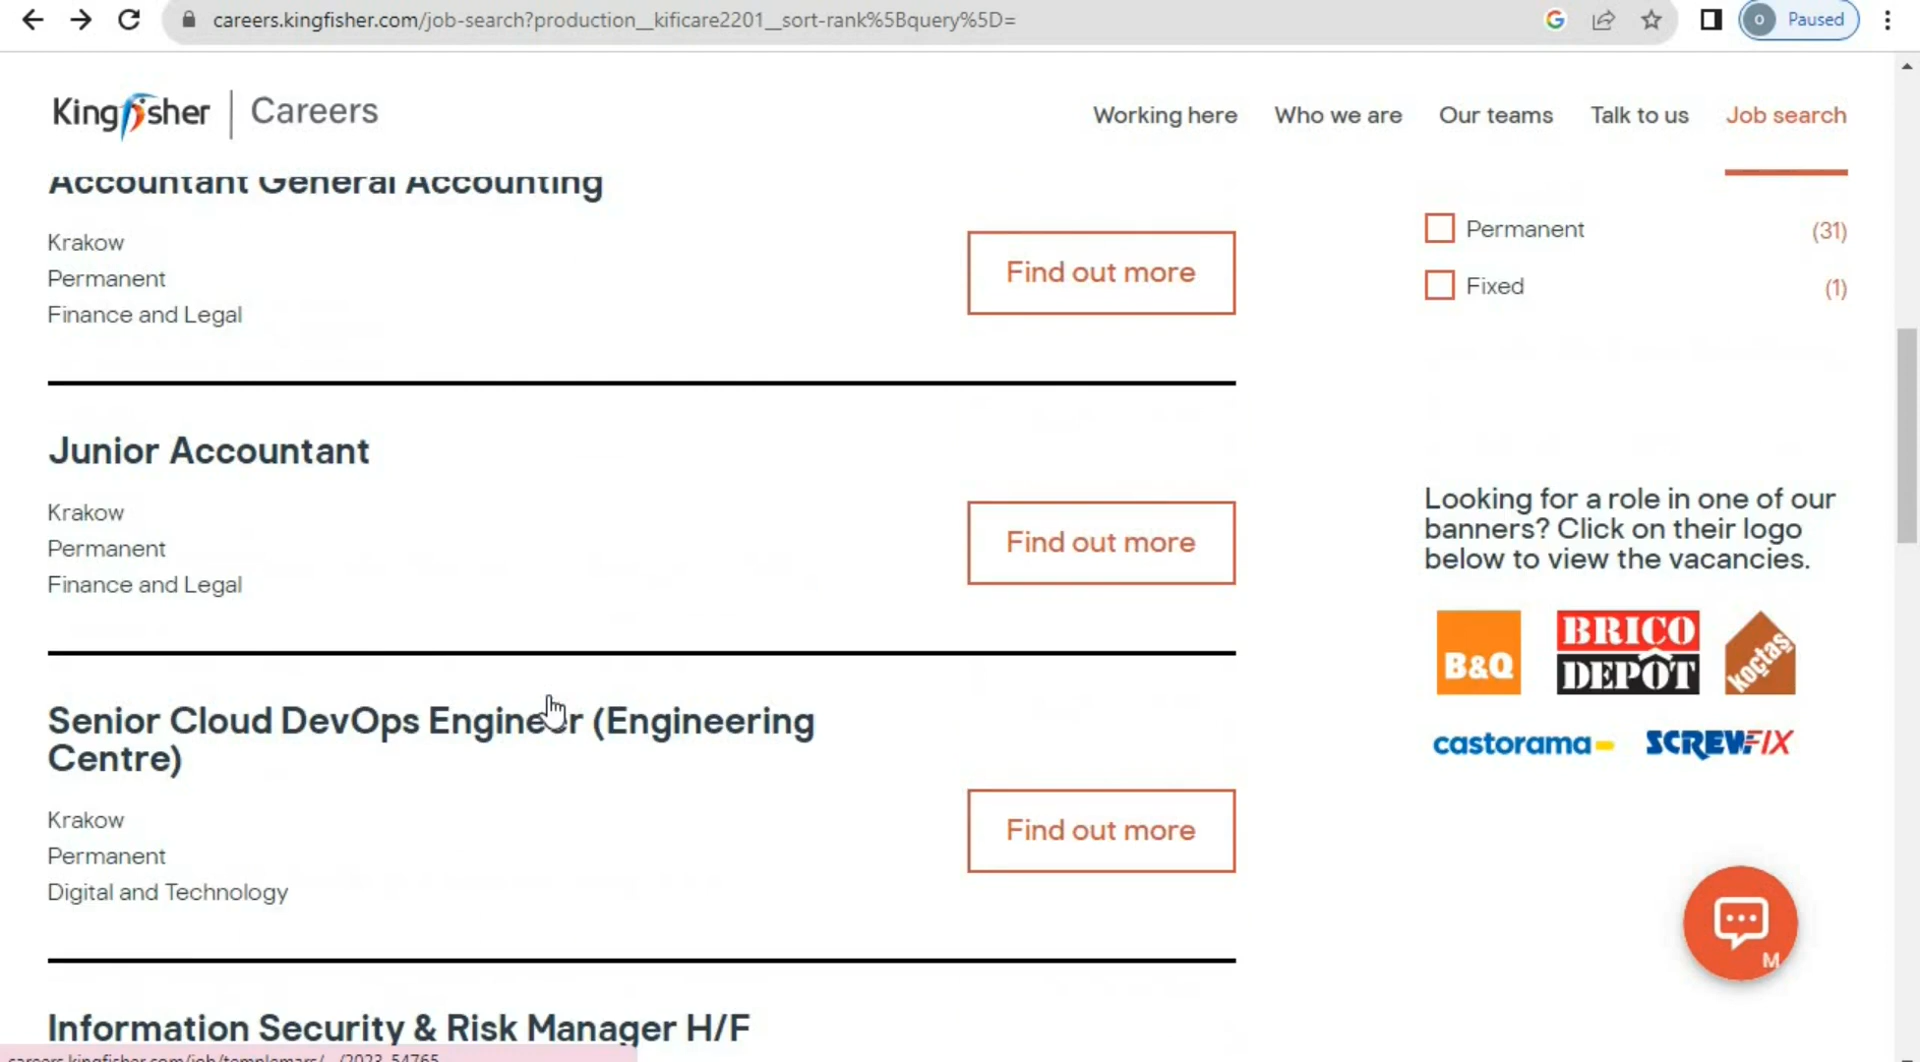 careers.kingfisher.com/job-search?production__kificare2201__sort-rank%5Bquery%5D=
O
Paused
Kingfisher | Careers
Working here
Who we are
Our teams
Talk to us
Job search
Accountant General Accounting
Krakow
Permanent
Finance and Legal
Find out more
Permanent (31)
Fixed (1)
Junior Accountant
Krakow
Permanent
Finance and Legal
Find out more
Looking for a role in one of our
banners? Click on their logo
below to view the vacancies.
B&Q
BRICO
DEPÔT
koçtaş
castorama
SCREWFIX
Senior Cloud DevOps Engineer (Engineering
Centre)
Krakow
Permanent
Digital and Technology
Find out more
M
Information Security & Risk Manager H/F
careers.kingfisher.com/job/templemars/.../2023-54765